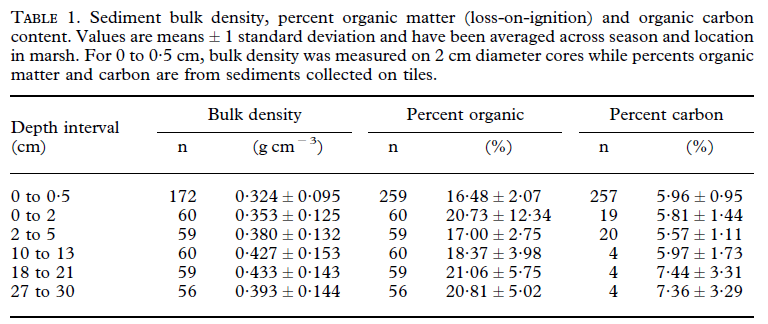 TABLE 1. Sediment bulk density, percent organic matter (loss-on-ignition) and organic carbon
content. Values are means ± 1 standard deviation and have been averaged across season and location
in marsh. For 0 to 0·5 cm, bulk density was measured on 2 cm diameter cores while percents organic
matter and carbon are from sediments collected on tiles.
Bulk density Percent organic Percent carbon
Depth interval
(cm) n (g cm⁻³) n (%) n (%)
0 to 0·5 172 0·324 ± 0·095 259 16·48 ± 2·07 257 5·96 ± 0·95
0 to 2 60 0·353 ± 0·125 60 20·73 ± 12·34 19 5·81 ± 1·44
2 to 5 59 0·380 ± 0·132 59 17·00 ± 2·75 20 5·57 ± 1·11
10 to 13 60 0·427 ± 0·153 60 18·37 ± 3·98 4 5·97 ± 1·73
18 to 21 59 0·433 ± 0·143 59 21·06 ± 5·75 4 7·44 ± 3·31
27 to 30 56 0·393 ± 0·144 56 20·81 ± 5·02 4 7·36 ± 3·29